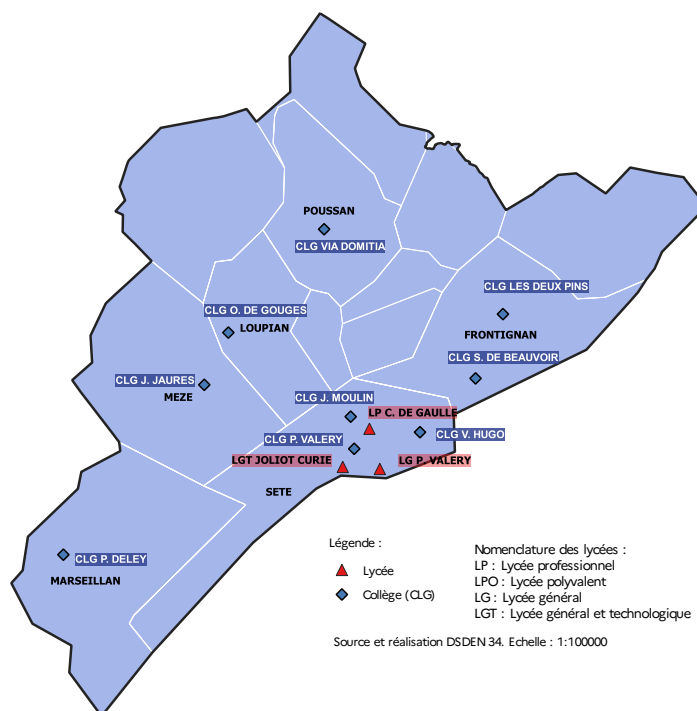 POUSSAN
CLG VIA DOMITIA
CLG LES DEUX PINS
CLG O. DE GOUGES
LOUPIAN
FRONTIGNAN
CLG S. DE BEAUVOIR
CLG J. JAURES
MEZE
CLG J. MOULIN
LP C. DE GAULLE
CLG P. VALERY
CLG V. HUGO
LGT JOLIOT CURIE
LG P. VALERY
SETE
CLG P. DELEY
MARSEILLAN
Légende :
Lycée
Collège (CLG)
Nomenclature des lycées :
LP : Lycée professionnel
LPO : Lycée polyvalent
LG : Lycée général
LGT : Lycée général et technologique
Source et réalisation DSDEN 34. Echelle : 1:100000